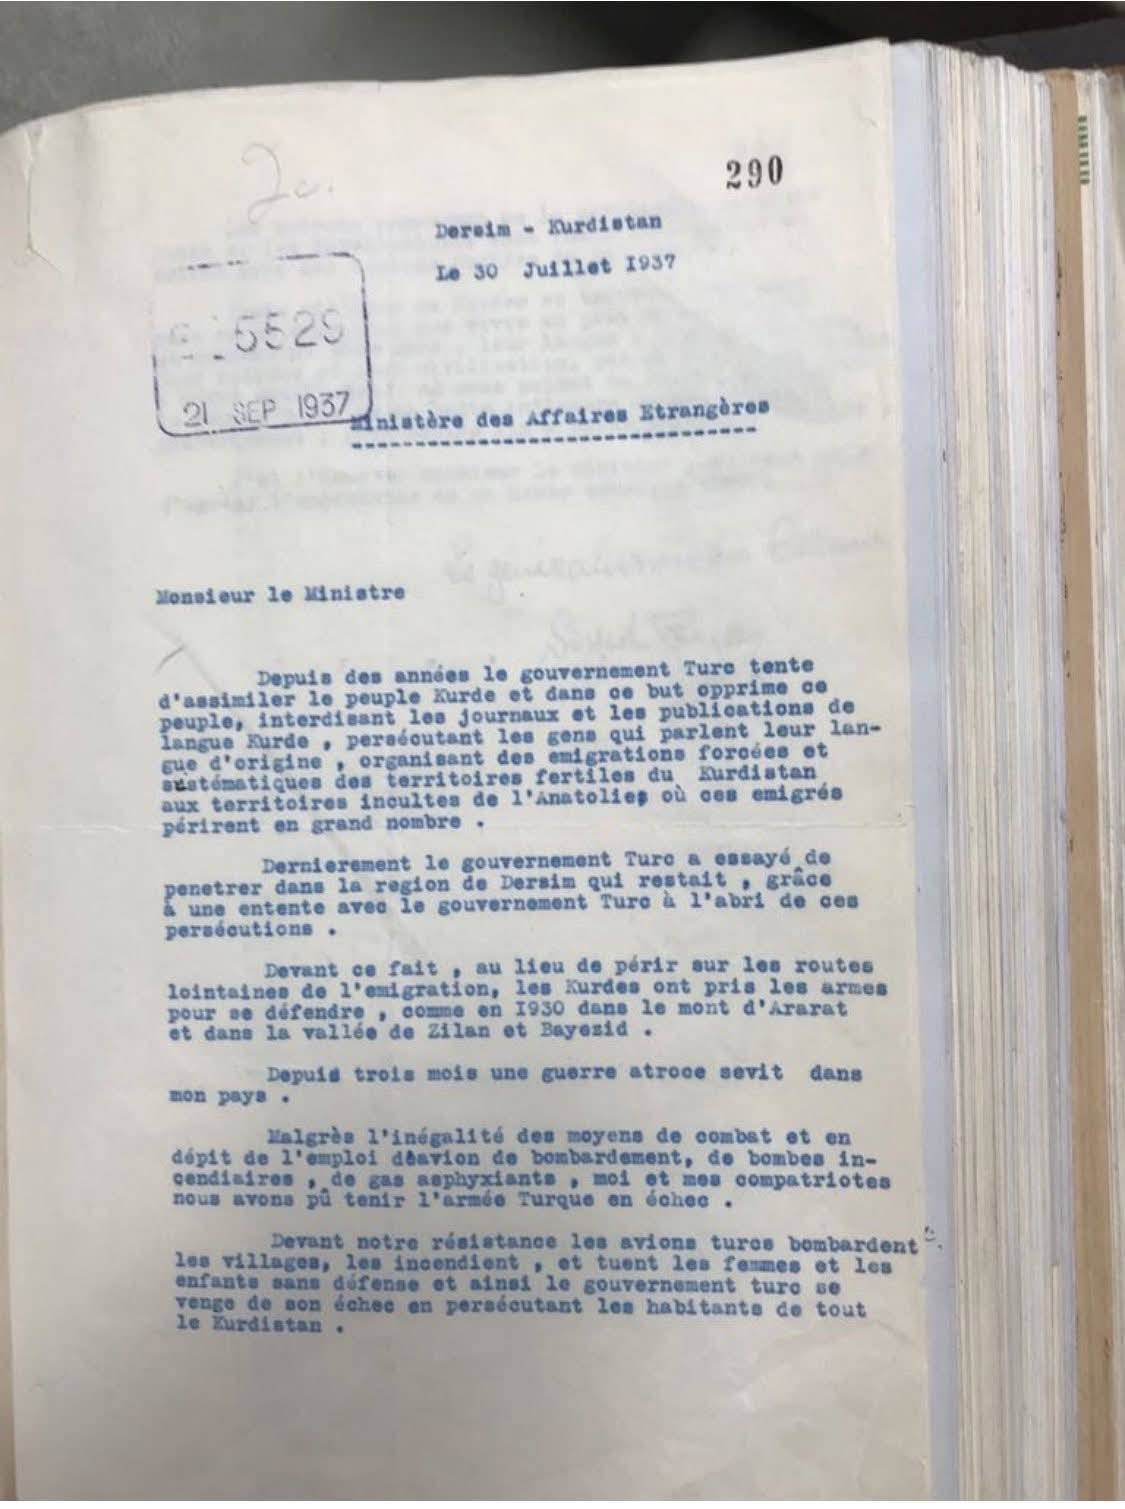 2c.
290
Dersim - Kurdistan
Le 30 Juillet I937
E 5529
21 SEP 1937
Ministère des Affaires Etrangères
Monsieur le Ministre
Depuis des années le gouvernement Turc tente
d'assimiler le peuple Kurde et dans ce but opprime ce
peuple, interdisant les journaux et les publications de
langue Kurde , persécutant les gens qui parlent leur lan-
gue d'origine , organisant des emigrations forcées et
sustématiques des territoires fertiles du Kurdistan
aux territoires incultes de l'Anatolie, où ces emigrés
périrent en grand nombre .
Dernierement le gouvernement Turc a essayé de
penetrer dans la region de Dersim qui restait , grâce
à une entente avec le gouvernement Turc à l'abri de ces
persécutions .
Devant ce fait , au lieu de périr sur les routes
lointaines de l'emigration, les Kurdes ont pris les armes
pour se défendre , comme en I930 dans le mont d'Ararat
et dans la vallée de Zilan et Bayezid .
Depuis trois mois une guerre atroce sevit dans
mon pays .
Malgrès l'inégalité des moyens de combat et en
dépit de l'emploi d'avion de bombardement, de bombes in-
cendiaires , de gas asphyxiants , moi et mes compatriotes
nous avons pû tenir l'armée Turque en échec .
Devant notre résistance les avions turcs bombardent
les villages, les incendient , et tuent les femmes et les
enfants sans défense et ainsi le gouvernement turc se
venge de son échec en persécutant les habitants de tout
le Kurdistan .